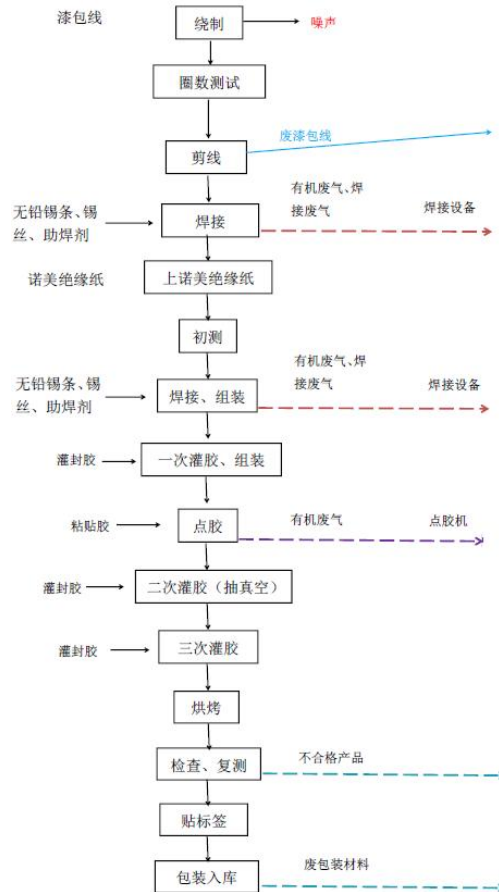 漆包线
绕制
噪声
圈数测试
废漆包线
剪线
有机废气、焊
接废气
焊接设备
无铅锡条、锡
丝、助焊剂
焊接
诺美绝缘纸
上诺美绝缘纸
初测
有机废气、焊
接废气
焊接设备
无铅锡条、锡
丝、助焊剂
焊接、组装
灌封胶
一次灌胶、组装
粘贴胶
点胶
有机废气
点胶机
灌封胶
二次灌胶（抽真空）
灌封胶
三次灌胶
烘烤
检查、复测
不合格产品
贴标签
废包装材料
包装入库